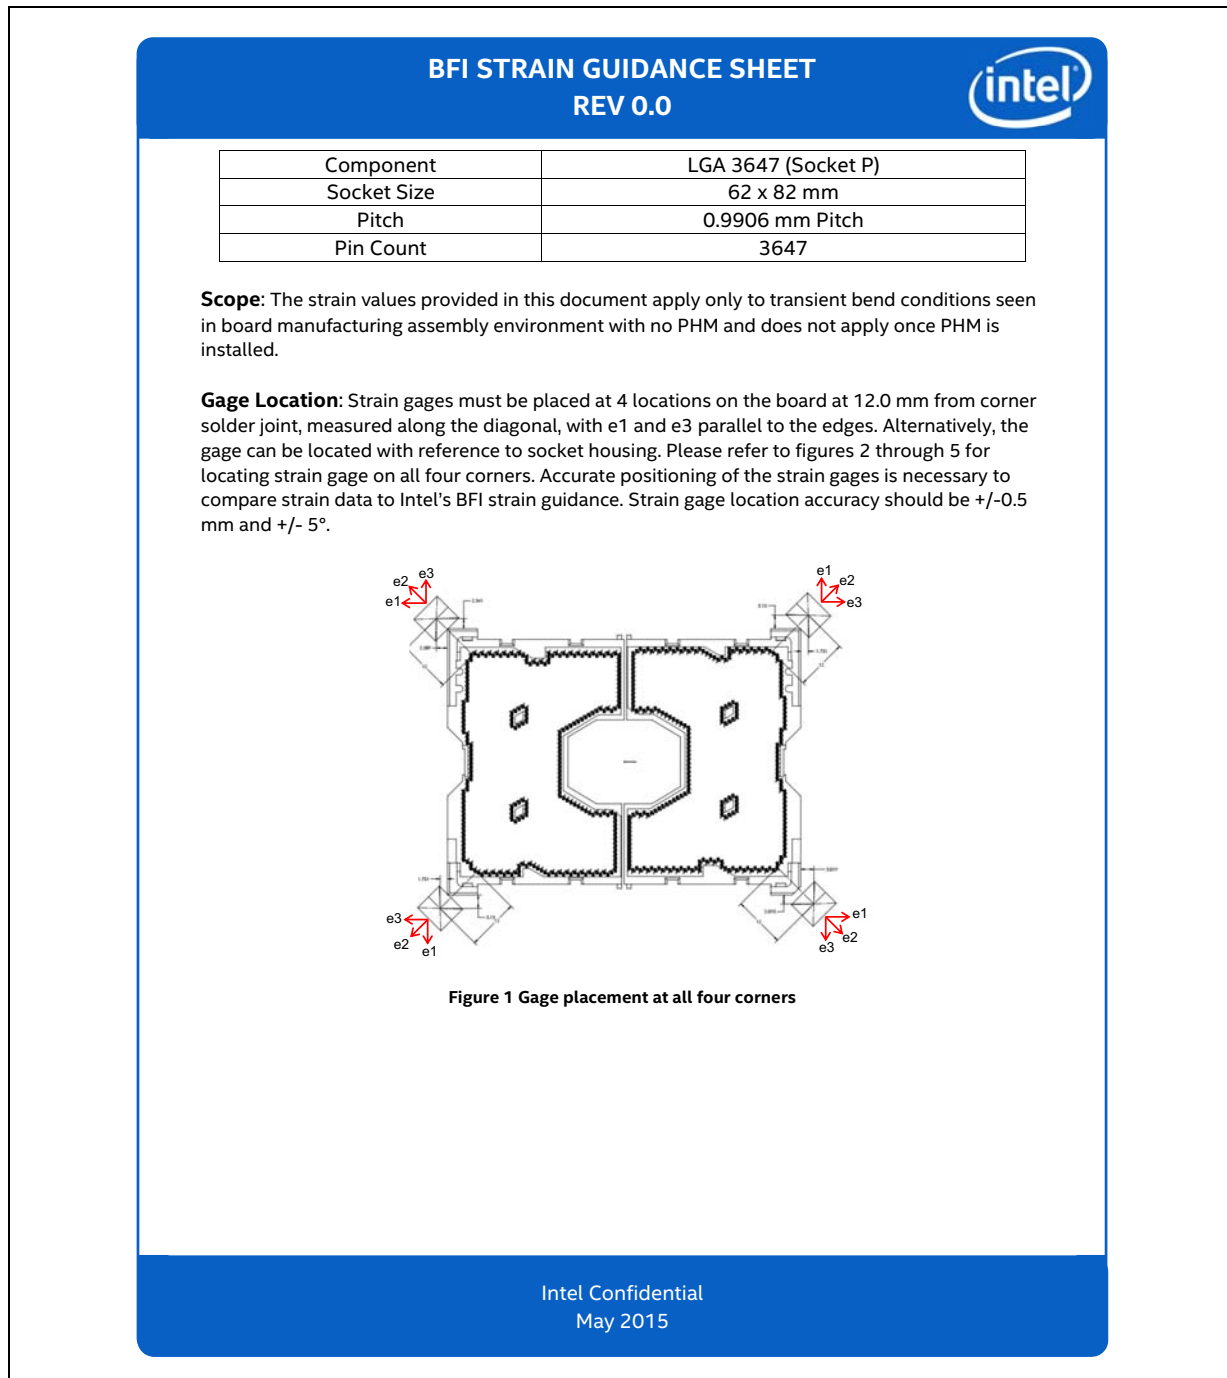 BFI STRAIN GUIDANCE SHEET
REV 0.0
intel
Component LGA 3647 (Socket P)
Socket Size 62 x 82 mm
Pitch 0.9906 mm Pitch
Pin Count 3647
Scope: The strain values provided in this document apply only to transient bend conditions seen
in board manufacturing assembly environment with no PHM and does not apply once PHM is
installed.
Gage Location: Strain gages must be placed at 4 locations on the board at 12.0 mm from corner
solder joint, measured along the diagonal, with e1 and e3 parallel to the edges. Alternatively, the
gage can be located with reference to socket housing. Please refer to figures 2 through 5 for
locating strain gage on all four corners. Accurate positioning of the strain gages is necessary to
compare strain data to Intel's BFI strain guidance. Strain gage location accuracy should be +/-0.5
mm and +/- 5°.
e3
e2
e1
e1
e2
e3
e3
e2
e1
e1
e2
e3
Figure 1 Gage placement at all four corners
Intel Confidential
May 2015